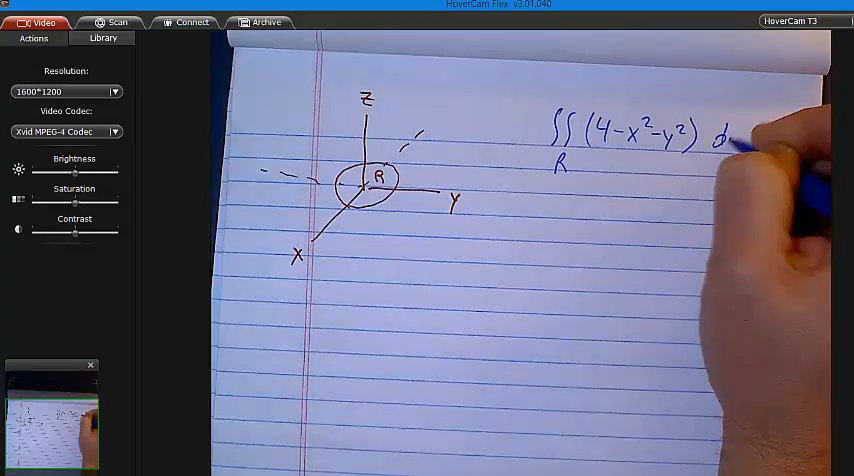 HoverCam Flex v3.01.040
Video Scan Connect Archive HoverCam T3
Actions Library
Resolution:
1600*1200
Video Codec:
Xvid MPEG-4 Codec
Brightness
Saturation
Contrast
Z
R
Y
X
∬ (4-x²-y²) d
R